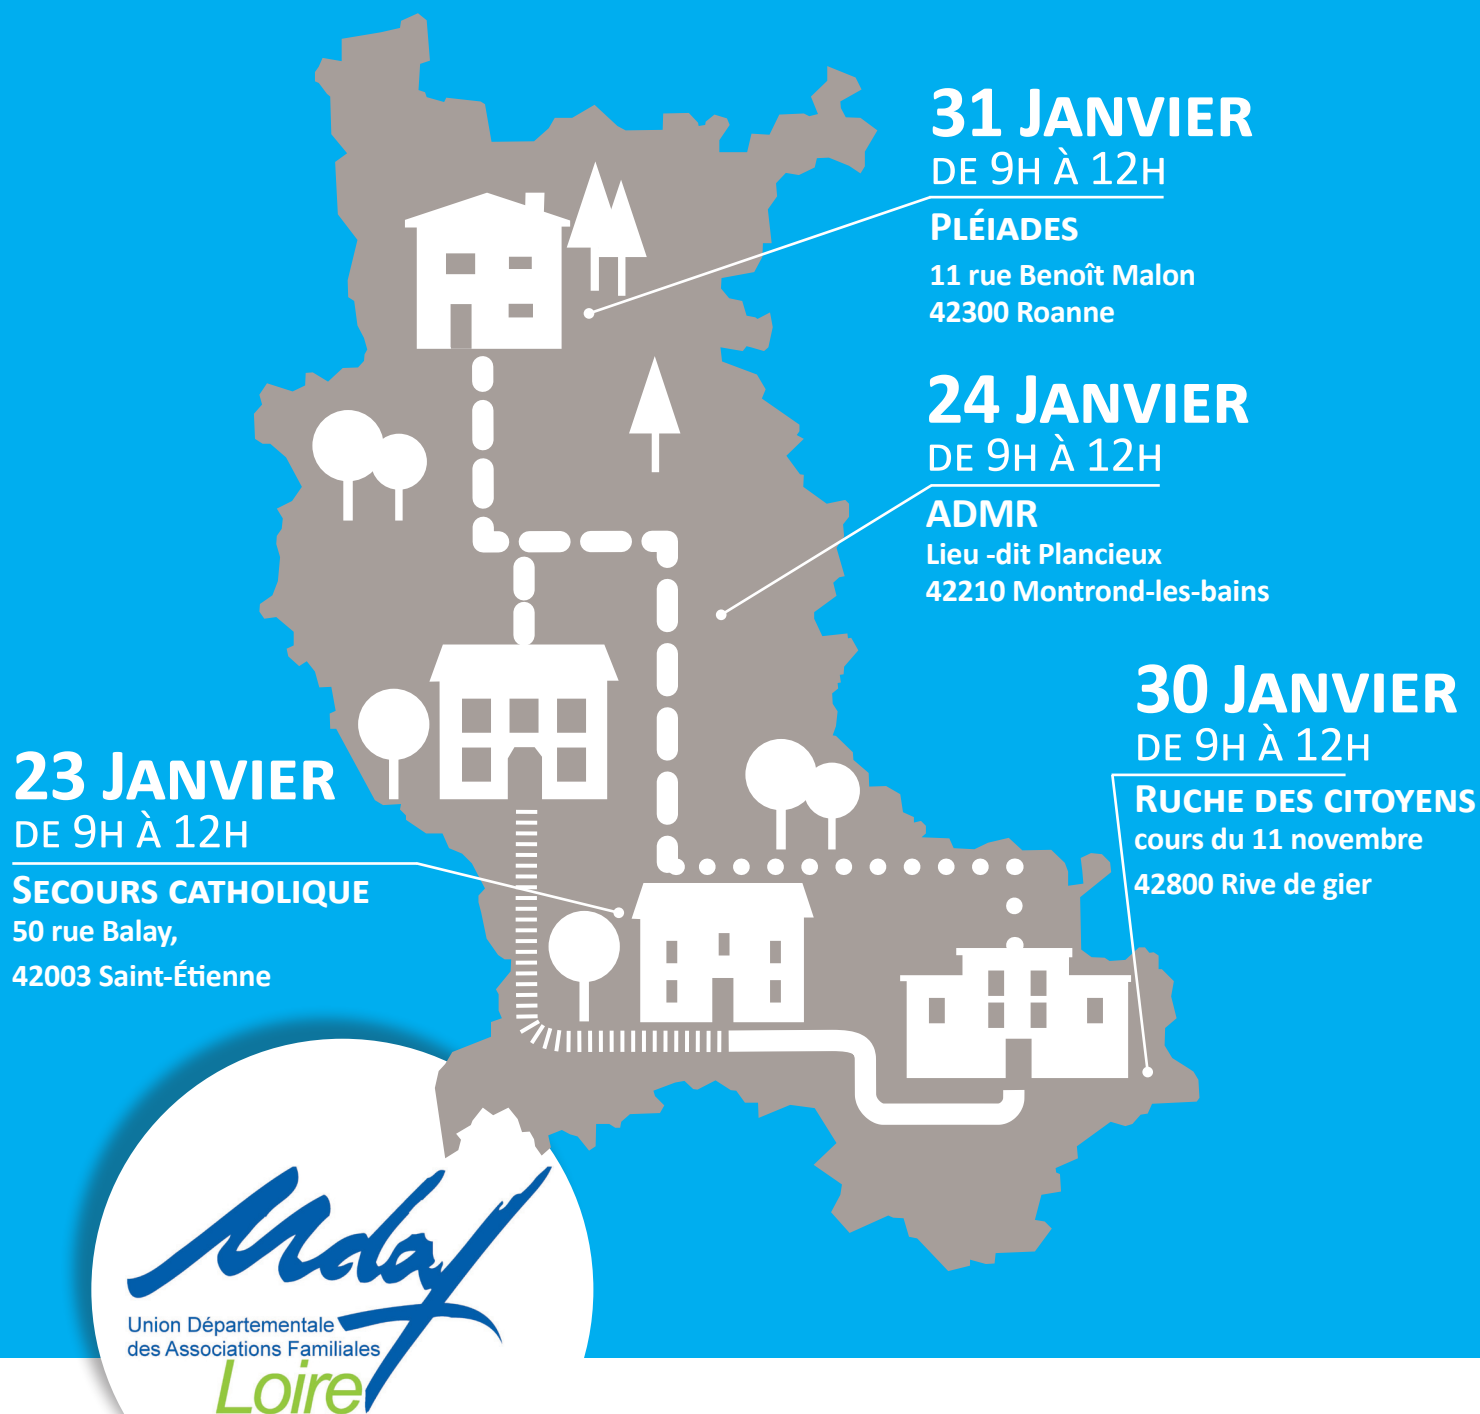 31 Janvier
de 9h à 12h
Pléiades
11 rue Benoît Malon
42300 Roanne
24 Janvier
de 9h à 12h
ADMR
Lieu -dit Plancieux
42210 Montrond-les-bains
30 Janvier
de 9h à 12h
Ruche des citoyens
cours du 11 novembre
42800 Rive de gier
23 Janvier
de 9h à 12h
Secours catholique
50 rue Balay,
42003 Saint-Étienne
Udaf
Union Départementale
des Associations Familiales
Loire